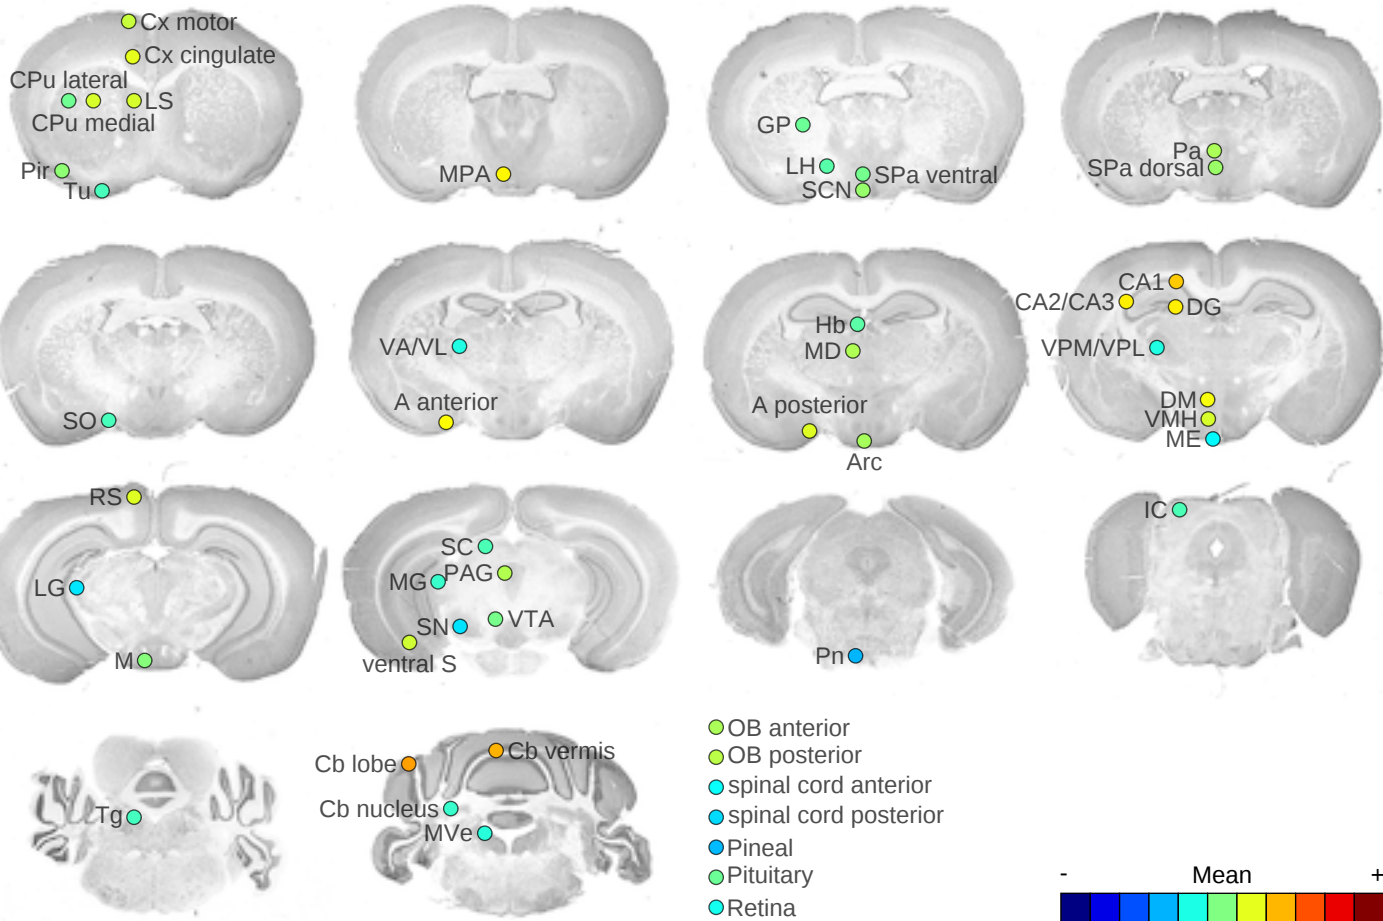 Cx motor
Cx cingulate
CPu lateral
LS
CPu medial
Pir
Tu
MPA
GP
LH
SPa ventral
SCN
Pa
SPa dorsal
SO
VA/VL
A anterior
Hb
MD
A posterior
Arc
CA1
CA2/CA3
DG
VPM/VPL
DM
VMH
ME
RS
LG
M
SC
MG
PAG
SN
VTA
ventral S
Pn
IC
Tg
Cb lobe
Cb vermis
Cb nucleus
MVe
OB anterior
OB posterior
spinal cord anterior
spinal cord posterior
Pineal
Pituitary
Retina
- Mean +